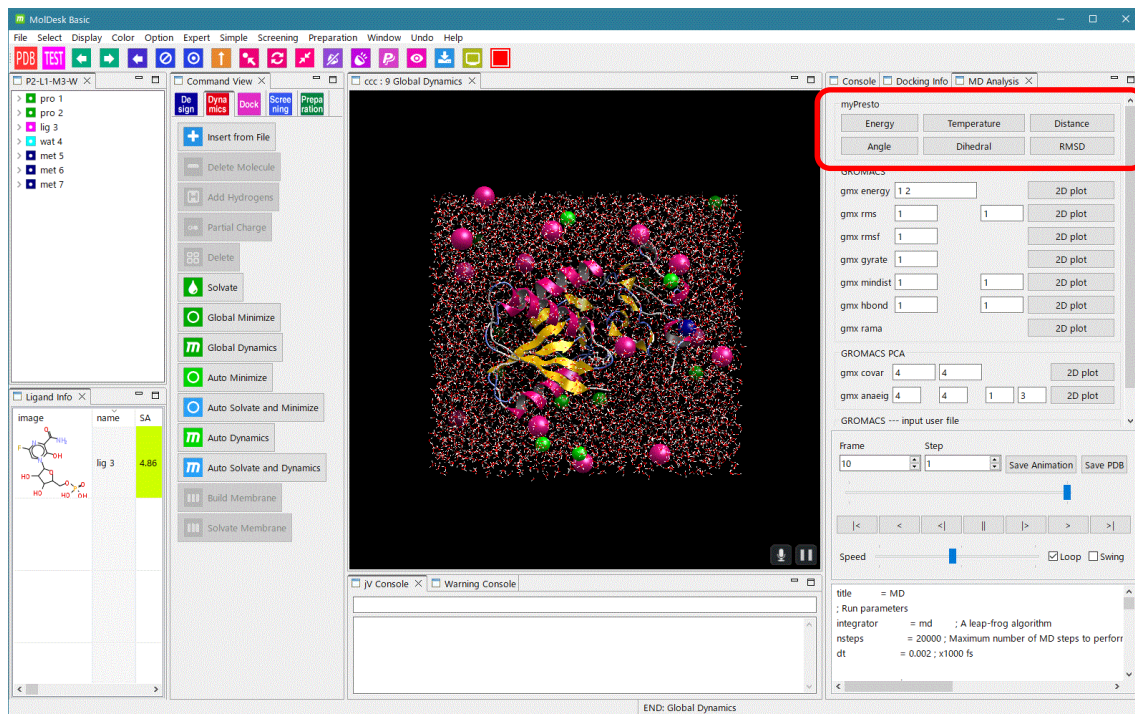 MolDesk Basic
File Select Display Color Option Expert Simple Screening Preparation Window Undo Help
PDB TEST
P2-L1-M3-W
pro 1
pro 2
lig 3
wat 4
met 5
met 6
met 7
Ligand Info
image name SA
lig 3 4.86
F N O NH₂ OH
HO O
HO OH HO OH
Command View
De sign
Dyna mics
Dock
Scree ning
Prepa ration
Insert from File
Delete Molecule
Add Hydrogens
Partial Charge
Delete
Solvate
Global Minimize
Global Dynamics
Auto Minimize
Auto Solvate and Minimize
Auto Dynamics
Auto Solvate and Dynamics
Build Membrane
Solvate Membrane
ccc : 9 Global Dynamics
jV Console Warning Console
Console Docking Info MD Analysis
myPresto
Energy Temperature Distance
Angle Dihedral RMSD
GROMACS
gmx energy 1 2 2D plot
gmx rms 1 1 2D plot
gmx rmsf 1 2D plot
gmx gyrate 1 2D plot
gmx mindist 1 1 2D plot
gmx hbond 1 1 2D plot
gmx rama 2D plot
GROMACS PCA
gmx covar 4 4 2D plot
gmx anaeig 4 4 1 3 2D plot
GROMACS --- input user file
Frame Step
10 1 Save Animation Save PDB
|< < <| || |> > >|
Speed Loop Swing
title = MD
; Run parameters
integrator = md ; A leap-frog algorithm
nsteps = 20000 ; Maximum number of MD steps to perforr
dt = 0.002 ; x1000 fs
END: Global Dynamics